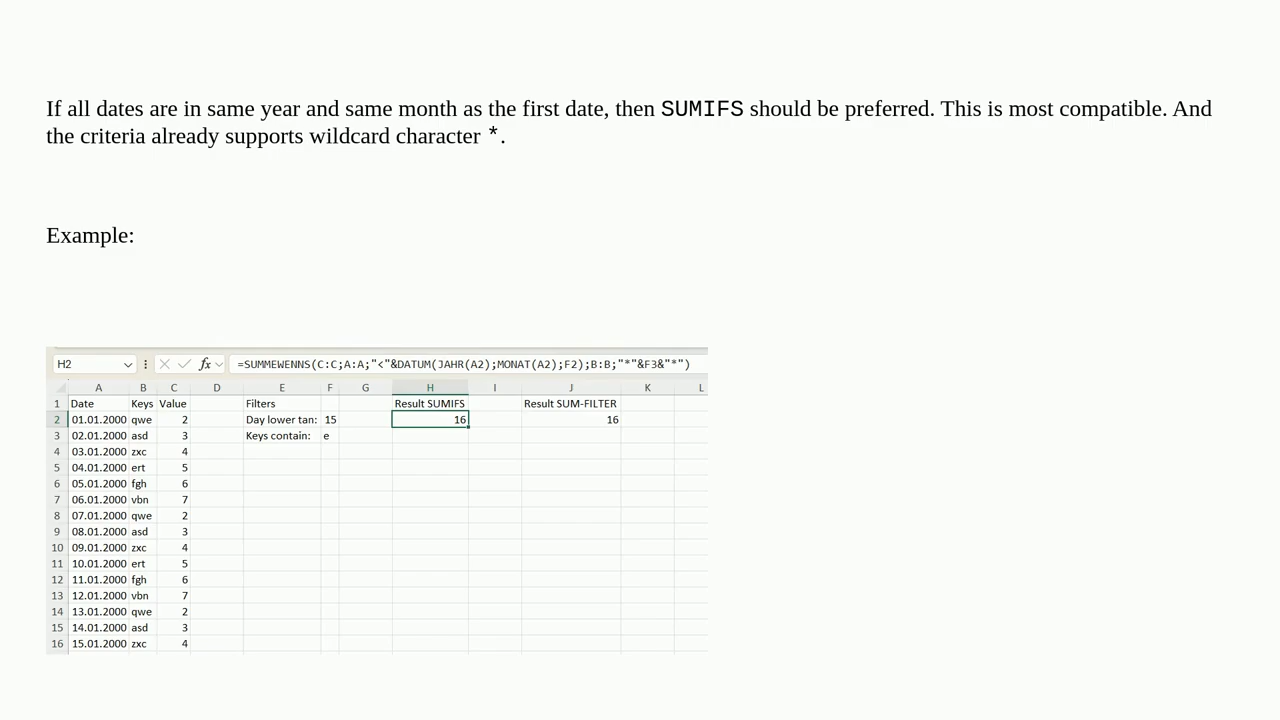 If all dates are in same year and same month as the first date, then SUMIFS should be preferred. This is most compatible. And
the criteria already supports wildcard character *.
Example:
H2 fx =SUMMEWENNS(C:C;A:A;"<"&DATUM(JAHR(A2);MONAT(A2);F2);B:B;"*"&F3&"*")
A B C D E F G H I J K L
1 Date Keys Value Filters Result SUMIFS Result SUM-FILTER
2 01.01.2000 qwe 2 Day lower tan: 15 16 16
3 02.01.2000 asd 3 Keys contain: e
4 03.01.2000 zxc 4
5 04.01.2000 ert 5
6 05.01.2000 fgh 6
7 06.01.2000 vbn 7
8 07.01.2000 qwe 2
9 08.01.2000 asd 3
10 09.01.2000 zxc 4
11 10.01.2000 ert 5
12 11.01.2000 fgh 6
13 12.01.2000 vbn 7
14 13.01.2000 qwe 2
15 14.01.2000 asd 3
16 15.01.2000 zxc 4